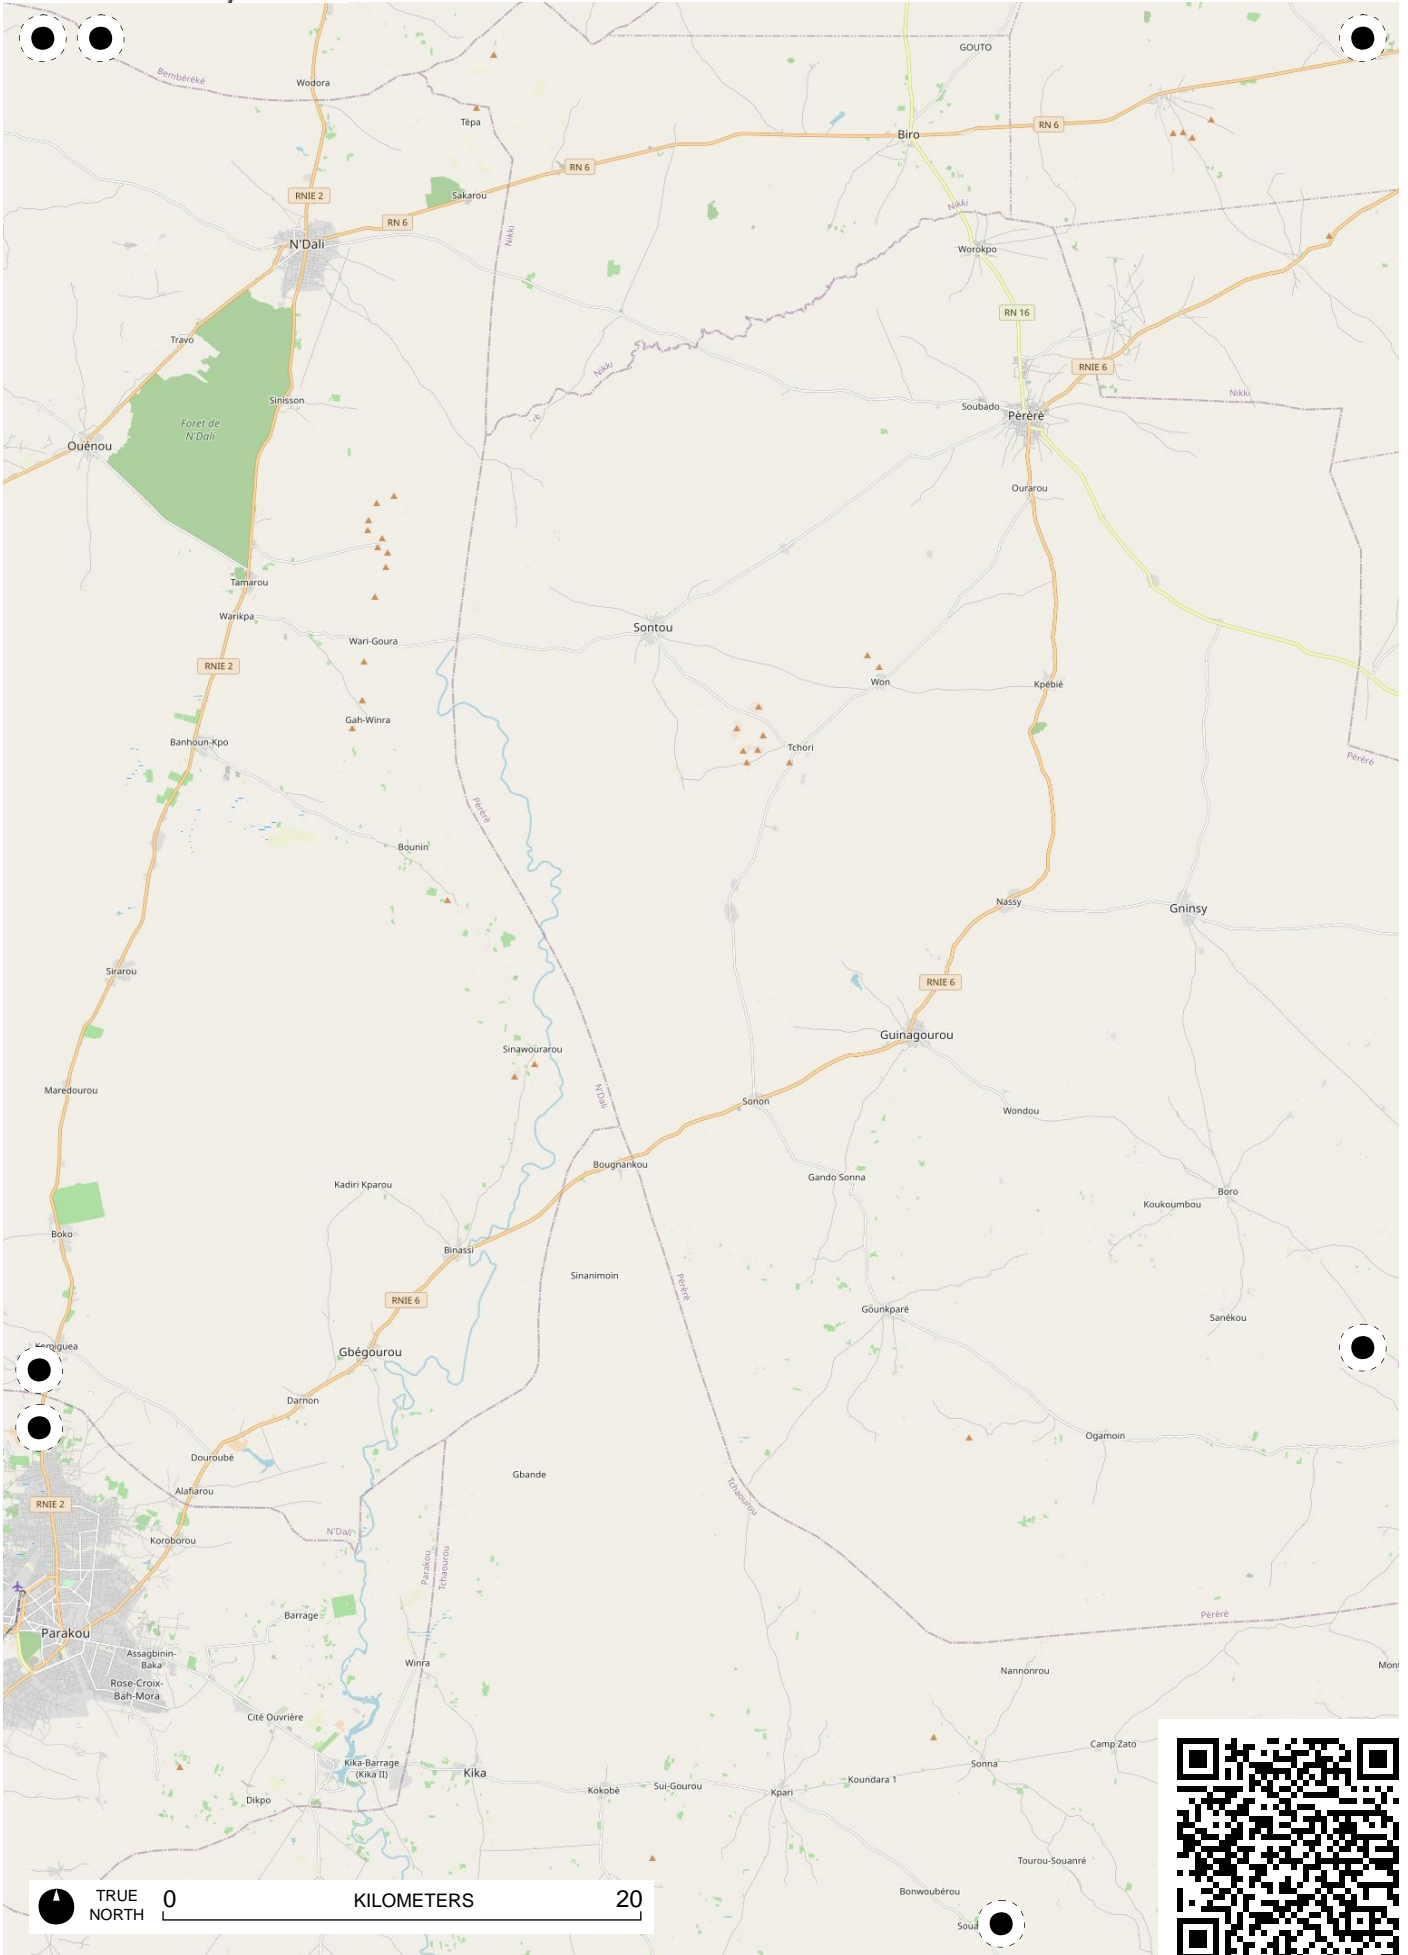 Bembèrèkè
GOUTO
Wodora
Tèpa
RN 6
Biro
RN 6
RNIE 2
Sakarou
Nikki
RN 6
Nikki
N'Dali
Worokpo
RN 16
Travo
Nikki
RNIE 6
Nikki
Sinisson
Soubado
Pèrèrè
Foret de
N'Dali
Ouénou
Ourarou
Tamarou
Warikpa
Sontou
Wari-Goura
RNIE 2
Won
Kpébié
Gah-Winra
Banhoun-Kpo
Tchori
Pèrèrè
Pèrèrè
Bounin
Nassy
Gninsy
Sirarou
RNIE 6
Guinagourou
Sinawourarou
Maredourou
N'Dali
Sonon
Wondou
Bougnankou
Kadiri Kparou
Gando Sonna
Boro
Koukoumbou
Boko
Binassi
Sinanimoin
Pèrèrè
RNIE 6
Gounkparé
Sanékou
Kemiguea
Gbégourou
Darnon
Ogamoin
Douroubé
Gbande
Alafiarou
Tchaourou
RNIE 2
N'Dali
Koroborou
Parakou
Tchaourou
Barrage
Pèrèrè
Parakou
Assagbinin-
Baka
Winra
Nannonrou
Rose-Croix-
Bah-Mora
Cité Ouvrière
Camp Zato
Kika-Barrage
(Kika II)
Kika
Sonna
Koundara 1
Kokobè
Sui-Gourou
Kpari
Dikpo
Tourou-Souanré
Bonwoubérou
TRUE
NORTH
0 KILOMETERS 20